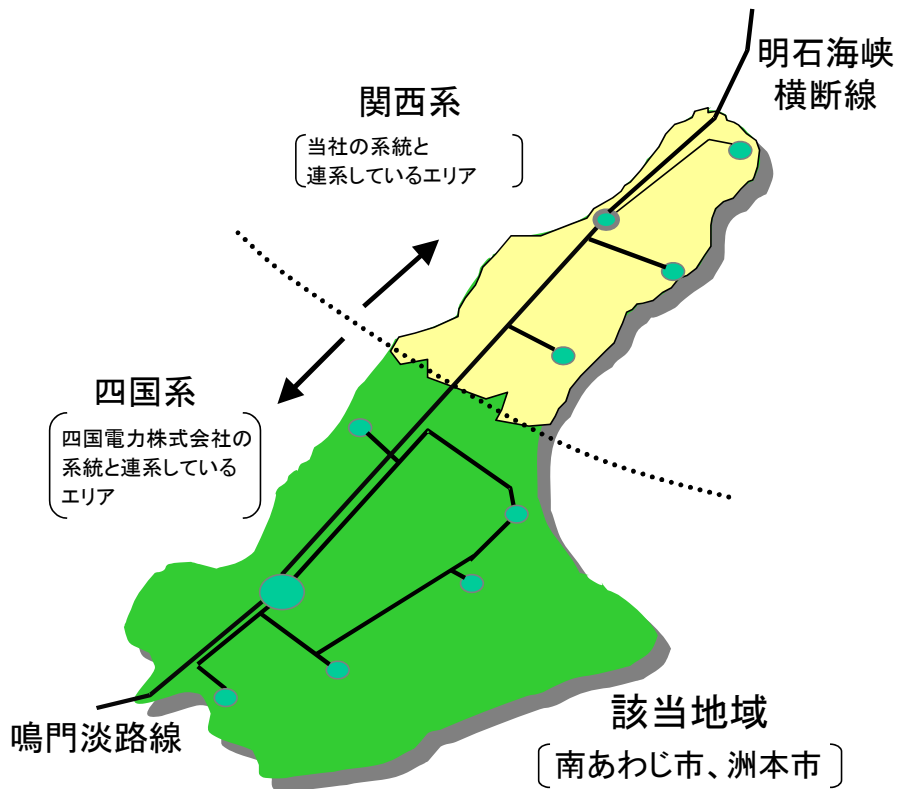 明石海峡
横断線
関西系
当社の系統と
連系しているエリア
四国系
四国電力株式会社の
系統と連系している
エリア
該当地域
南あわじ市、洲本市
鳴門淡路線